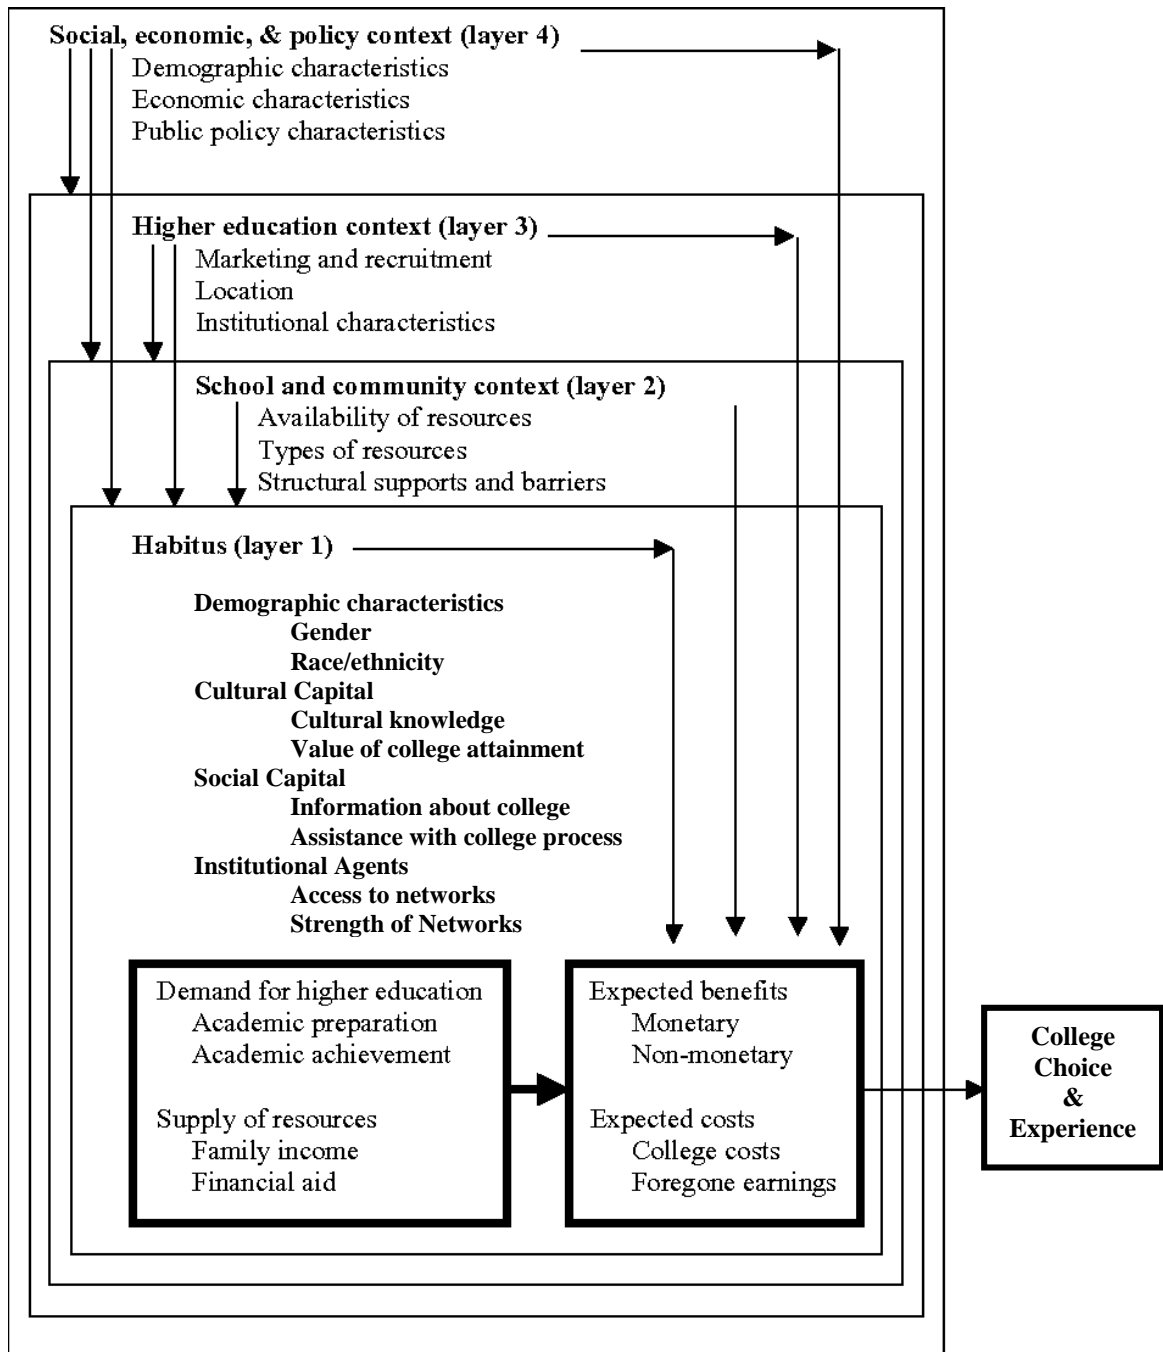 Social, economic, & policy context (layer 4)
Demographic characteristics
Economic characteristics
Public policy characteristics
Higher education context (layer 3)
Marketing and recruitment
Location
Institutional characteristics
School and community context (layer 2)
Availability of resources
Types of resources
Structural supports and barriers
Habitus (layer 1)
Demographic characteristics
Gender
Race/ethnicity
Cultural Capital
Cultural knowledge
Value of college attainment
Social Capital
Information about college
Assistance with college process
Institutional Agents
Access to networks
Strength of Networks
Demand for higher education
Academic preparation
Academic achievement
Supply of resources
Family income
Financial aid
Expected benefits
Monetary
Non-monetary
Expected costs
College costs
Foregone earnings
College
Choice
&
Experience